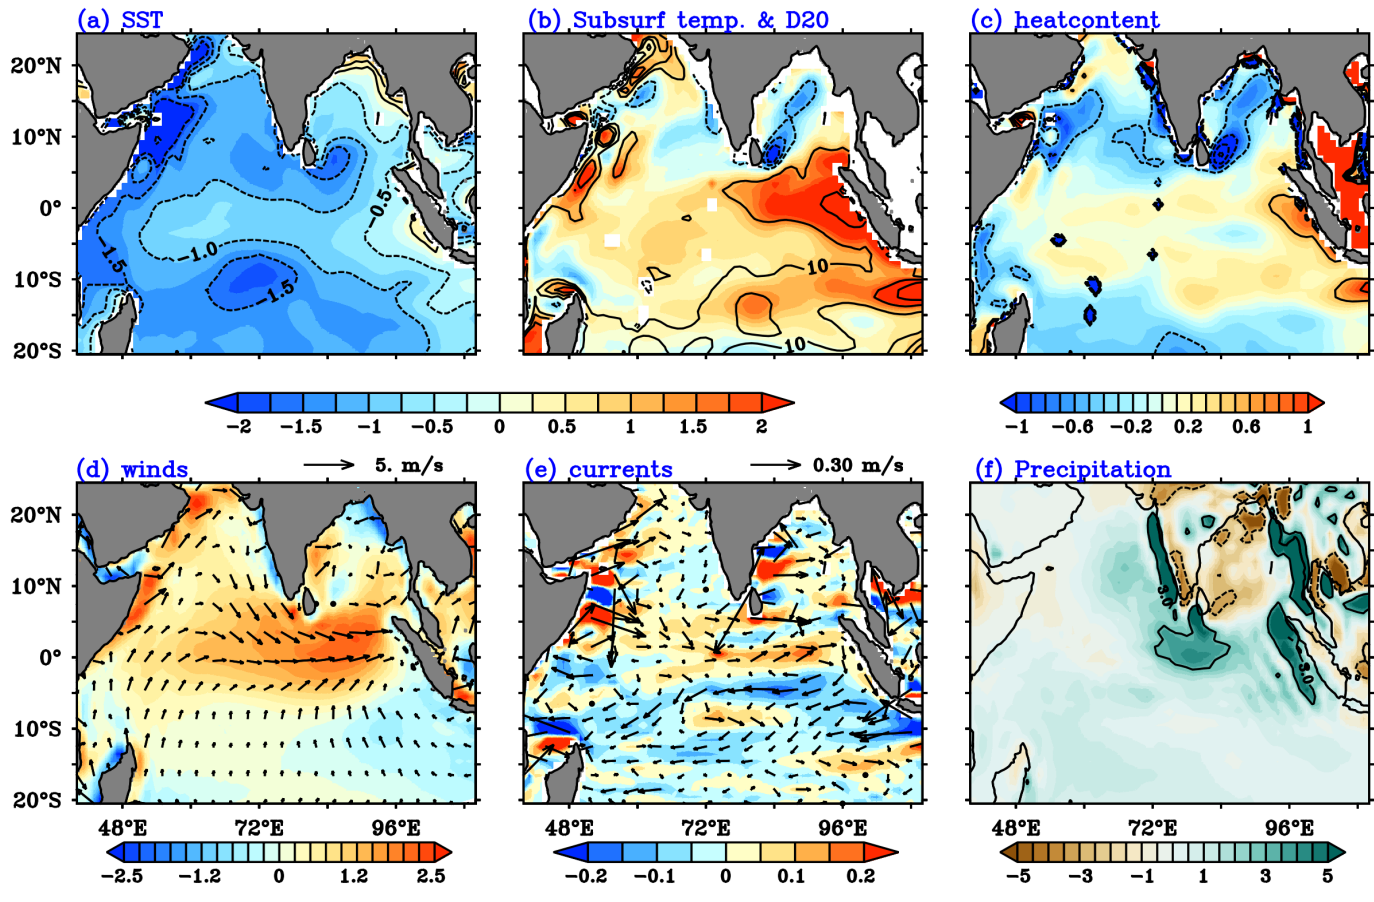 (a) SST
(b) Subsurf temp. & D20
(c) heatcontent
20°N
10°N
0°
10°S
20°S
−0.5
−1.0
−1.5
−1.5
10
10
−2 −1.5 −1 −0.5 0 0.5 1 1.5 2
−1 −0.6 −0.2 0.2 0.6 1
(d) winds
5. m/s
(e) currents
0.30 m/s
(f) Precipitation
20°N
10°N
0°
10°S
20°S
3.0
3.0
48°E 72°E 96°E
48°E 72°E 96°E
48°E 72°E 96°E
−2.5 −1.2 0 1.2 2.5
−0.2 −0.1 0 0.1 0.2
−5 −3 −1 1 3 5